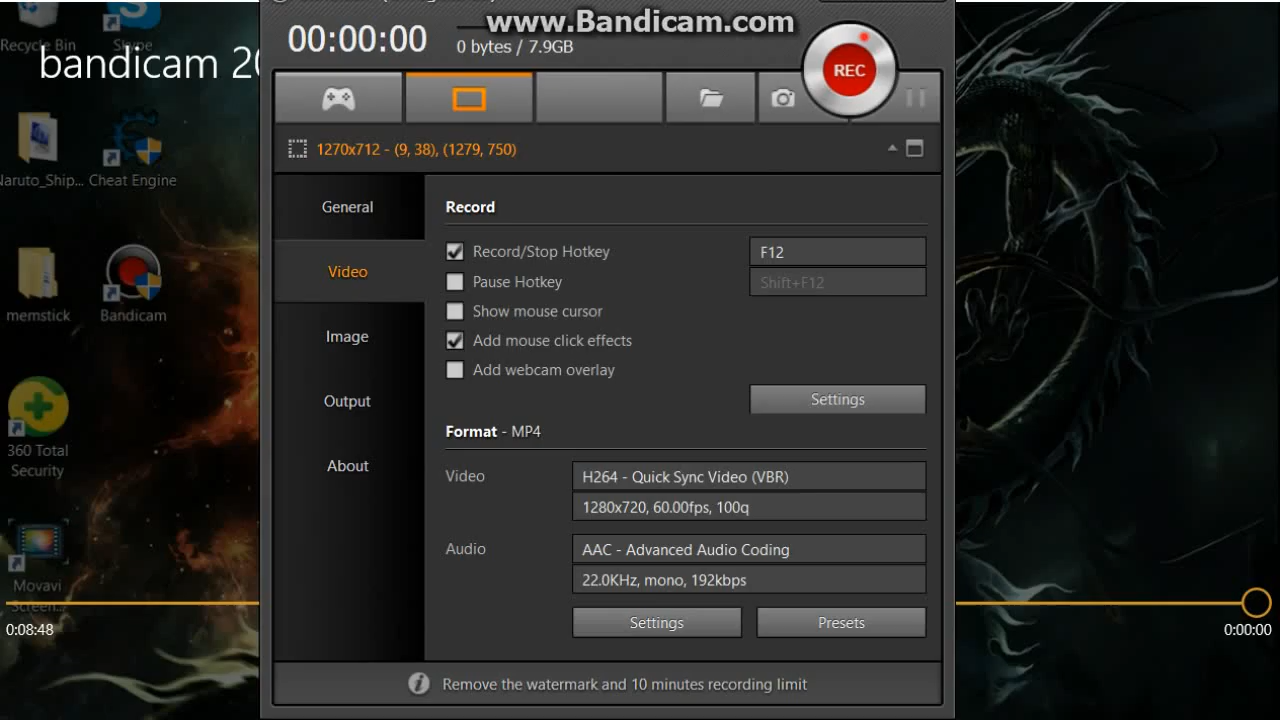 www.Bandicam.com
00:00:00
0 bytes / 7.9GB
REC
1270x712 - (9, 38), (1279, 750)
General
Video
Image
Output
About
Record
Record/Stop Hotkey
F12
Pause Hotkey
Shift+F12
Show mouse cursor
Add mouse click effects
Add webcam overlay
Settings
Format - MP4
Video
H264 - Quick Sync Video (VBR)
1280x720, 60.00fps, 100q
Audio
AAC - Advanced Audio Coding
22.0KHz, mono, 192kbps
Settings
Presets
Remove the watermark and 10 minutes recording limit
Recycle Bin
Skype
bandicam 20
Naruto_Ship...
Cheat Engine
memstick
Bandicam
360 Total
Security
Movavi
Screen...
0:08:48
0:00:00